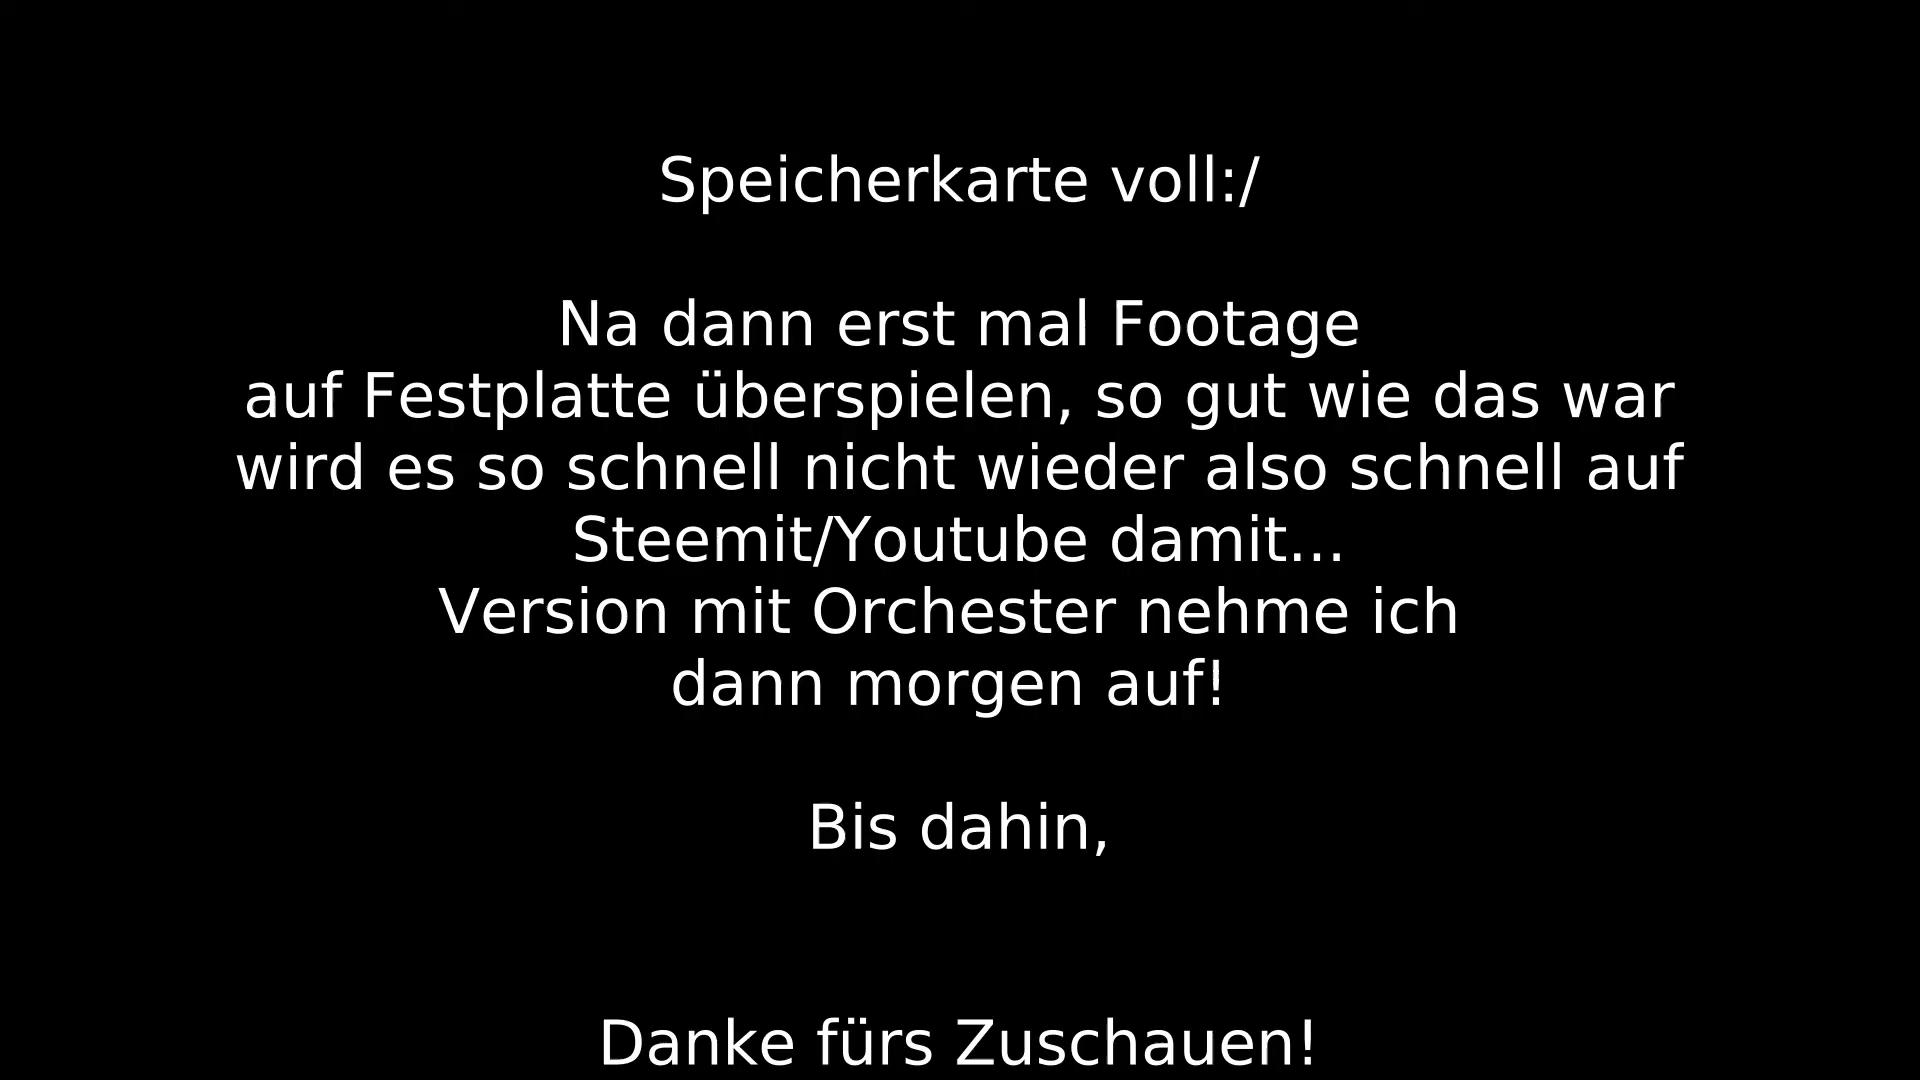 Speicherkarte voll:/
Na dann erst mal Footage
auf Festplatte überspielen, so gut wie das war
wird es so schnell nicht wieder also schnell auf
Steemit/Youtube damit...
Version mit Orchester nehme ich
dann morgen auf!
Bis dahin,
Danke fürs Zuschauen!